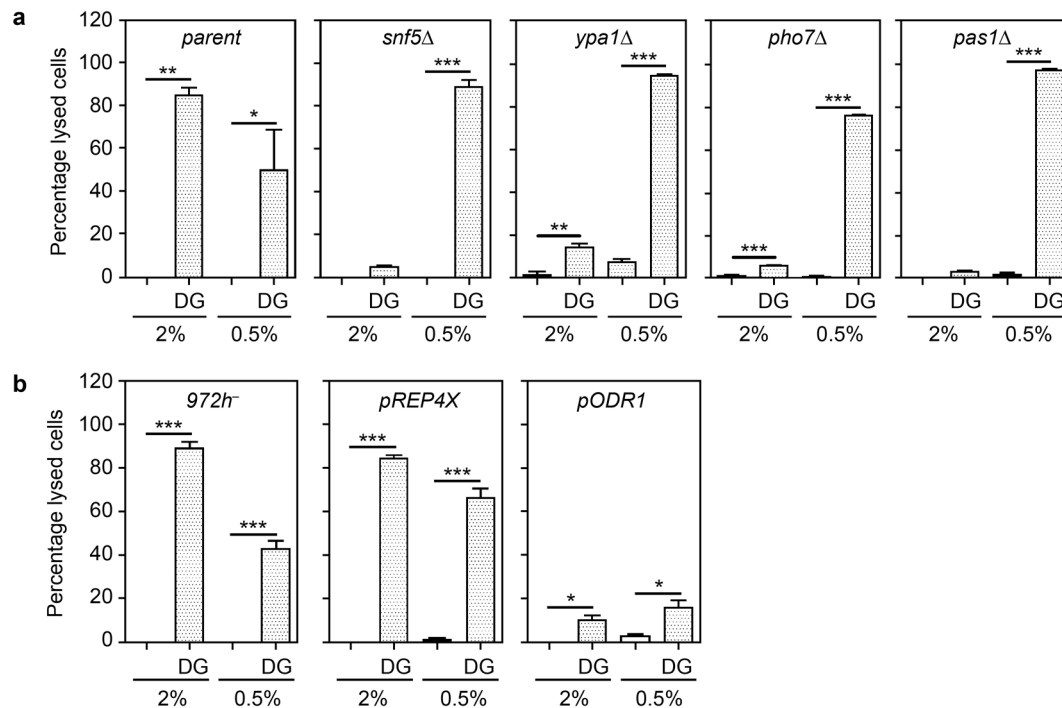 a
Percentage lysed cells
120
100
80
60
40
20
0
parent
**
*
DG DG
2% 0.5%
snf5Δ
***
DG DG
2% 0.5%
ypa1Δ
**
***
DG DG
2% 0.5%
pho7Δ
***
***
DG DG
2% 0.5%
pas1Δ
***
DG DG
2% 0.5%
b
Percentage lysed cells
120
100
80
60
40
20
0
972h⁻
***
***
DG DG
2% 0.5%
pREP4X
***
***
DG DG
2% 0.5%
pODR1
*
*
DG DG
2% 0.5%